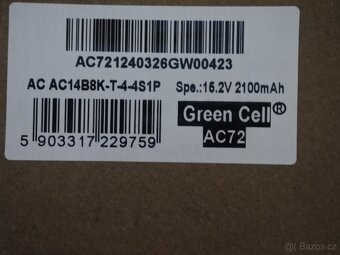 AC721240326GW00423
AC AC14B8K-T-4-4S1P Spe.:15.2V 2100mAh
Green Cell®
AC72
5 903317 229759
Bazos.cz